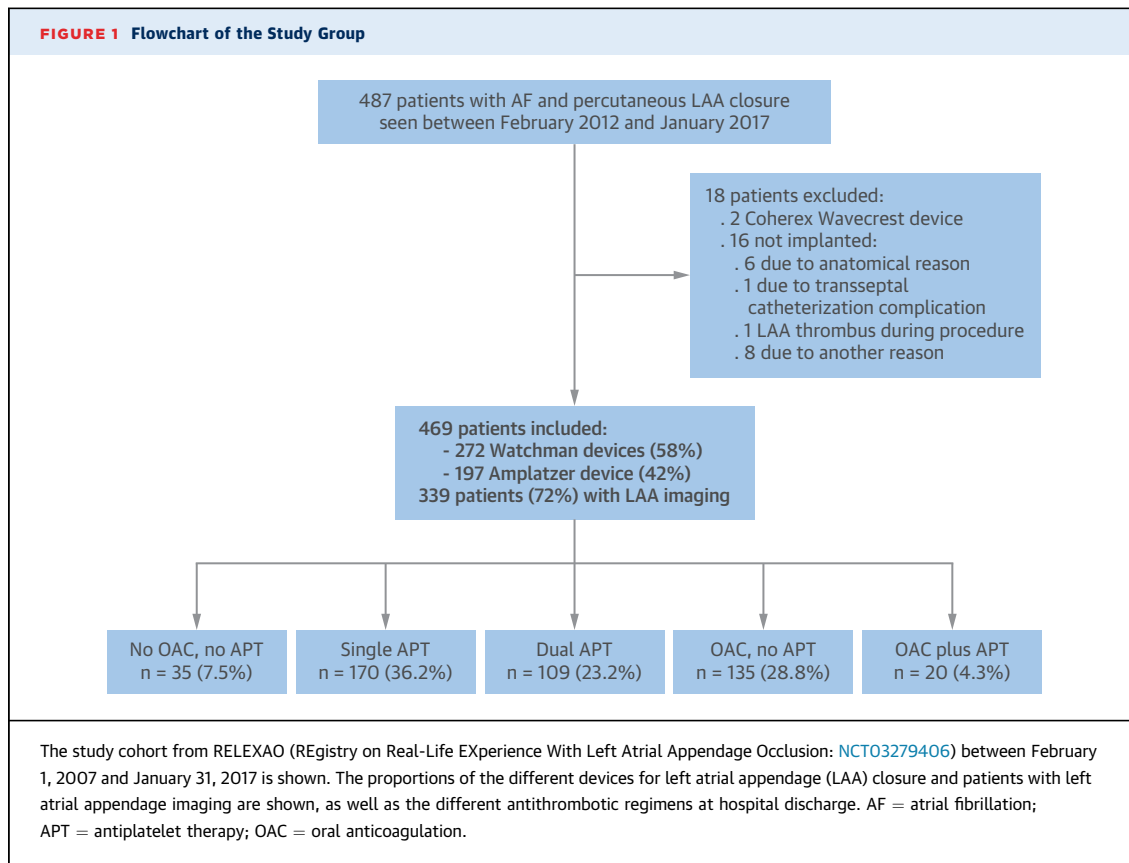 FIGURE 1 Flowchart of the Study Group
487 patients with AF and percutaneous LAA closure
seen between February 2012 and January 2017
18 patients excluded:
. 2 Coherex Wavecrest device
. 16 not implanted:
. 6 due to anatomical reason
. 1 due to transseptal
catheterization complication
. 1 LAA thrombus during procedure
. 8 due to another reason
469 patients included:
- 272 Watchman devices (58%)
- 197 Amplatzer device (42%)
339 patients (72%) with LAA imaging
No OAC, no APT
n = 35 (7.5%)
Single APT
n = 170 (36.2%)
Dual APT
n = 109 (23.2%)
OAC, no APT
n = 135 (28.8%)
OAC plus APT
n = 20 (4.3%)
The study cohort from RELEXAO (REgistry on Real-Life EXperience With Left Atrial Appendage Occlusion: NCT03279406) between February
1, 2007 and January 31, 2017 is shown. The proportions of the different devices for left atrial appendage (LAA) closure and patients with left
atrial appendage imaging are shown, as well as the different antithrombotic regimens at hospital discharge. AF = atrial fibrillation;
APT = antiplatelet therapy; OAC = oral anticoagulation.